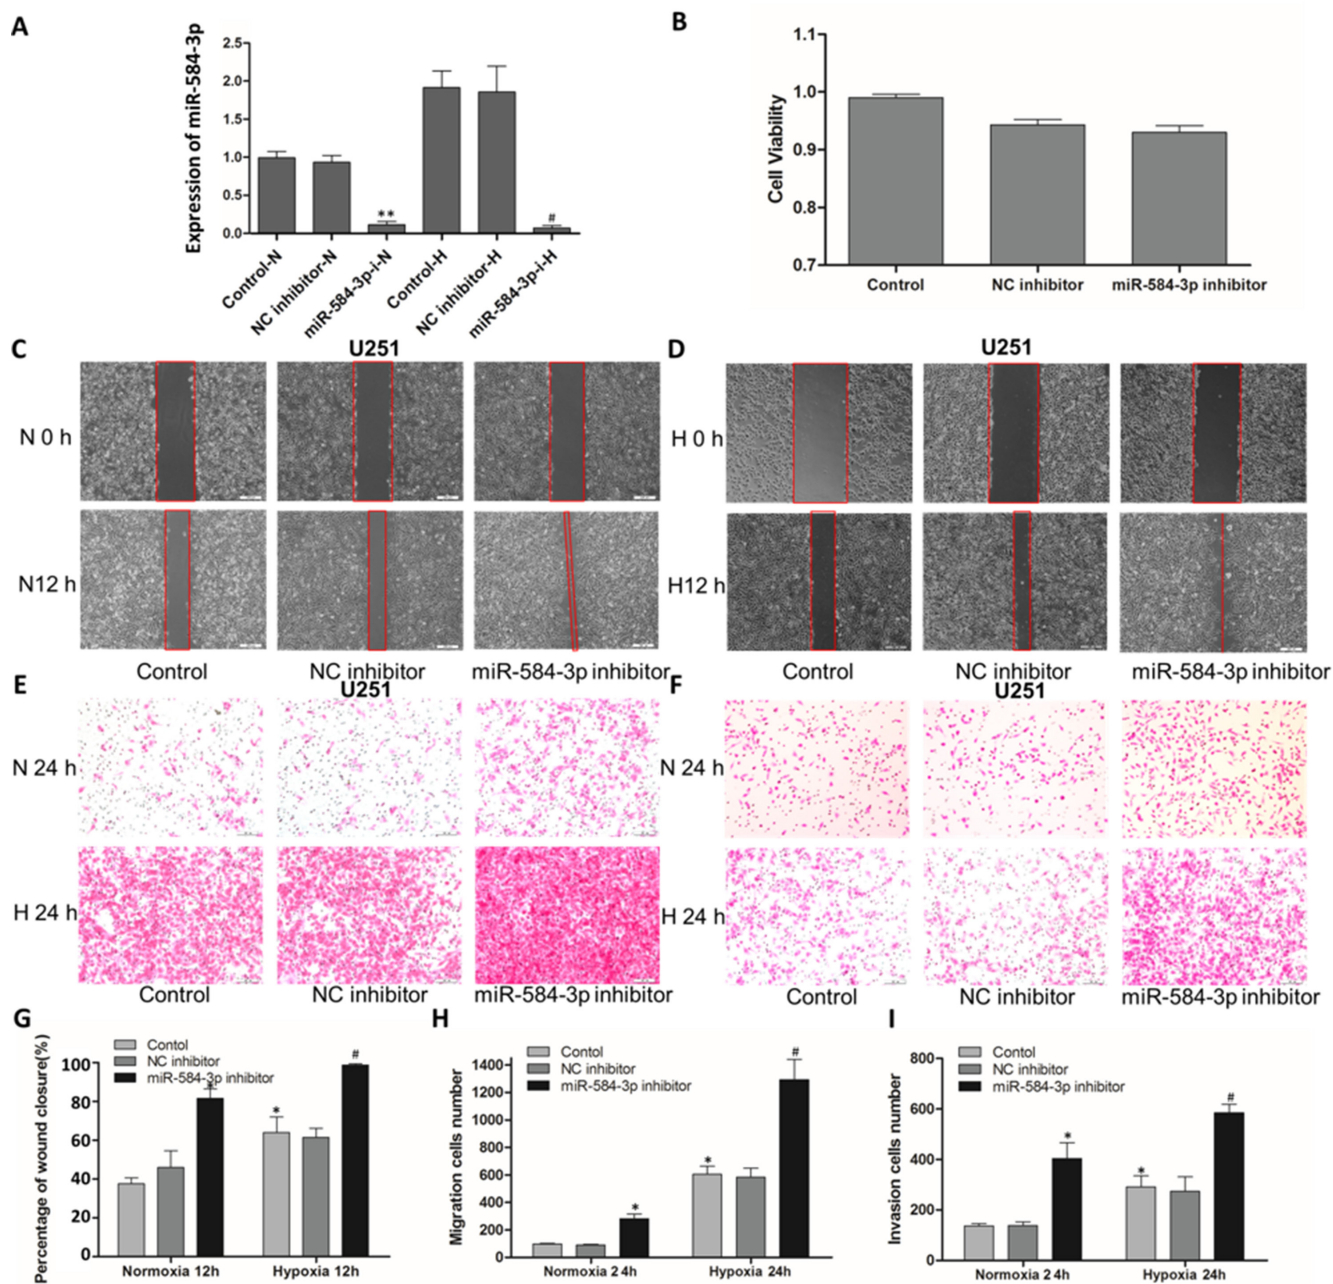 A
Expression of miR-584-3p
2.5
2.0
1.5
1.0
0.5
0.0
**
#
Control-N
NC inhibitor-N
miR-584-3p-i-N
Control-H
NC inhibitor-H
miR-584-3p-i-H
B
Cell Viability
1.1
1.0
0.9
0.8
0.7
Control
NC inhibitor
miR-584-3p inhibitor
C
U251
N 0 h
N12 h
Control
NC inhibitor
miR-584-3p inhibitor
D
U251
H 0 h
H12 h
Control
NC inhibitor
miR-584-3p inhibitor
E
U251
N 24 h
H 24 h
Control
NC inhibitor
miR-584-3p inhibitor
F
U251
N 24 h
H 24 h
Control
NC inhibitor
miR-584-3p inhibitor
G
Contol
NC inhibitor
miR-584-3p inhibitor
Percentage of wound closure(%)
100
80
60
40
20
0
*
*
#
Normoxia 12h
Hypoxia 12h
H
Contol
NC inhibitor
miR-584-3p inhibitor
Migration cells number
1400
1200
1000
800
600
400
200
0
*
*
#
Normoxia 2 4h
Hypoxia 24h
I
Contol
NC inhibitor
miR-584-3p inhibitor
Invasion cells number
800
600
400
200
0
*
*
#
Normoxia 2 4h
Hypoxia 24h